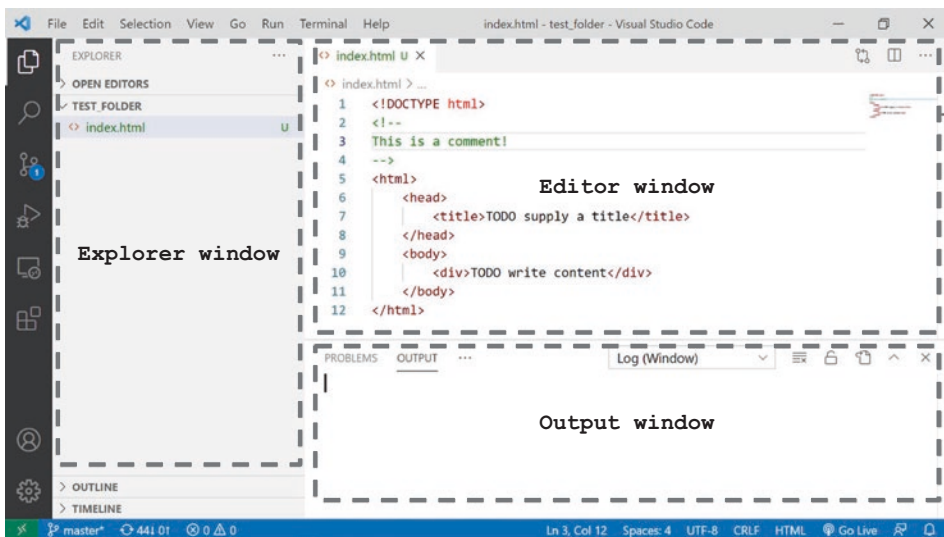 File Edit Selection View Go Run Terminal Help index.html - test_folder - Visual Studio Code
EXPLORER
OPEN EDITORS
TEST_FOLDER
index.html U
Explorer window
OUTLINE
TIMELINE
index.html U
index.html > ...
1 <!DOCTYPE html>
2 <!--
3 This is a comment!
4 -->
5 <html>
6 <head>
7 <title>TODO supply a title</title>
8 </head>
9 <body>
10 <div>TODO write content</div>
11 </body>
12 </html>
Editor window
PROBLEMS OUTPUT ... Log (Window)
Output window
1
master* 44↓ 0↑ 0 0 Ln 3, Col 12 Spaces: 4 UTF-8 CRLF HTML Go Live